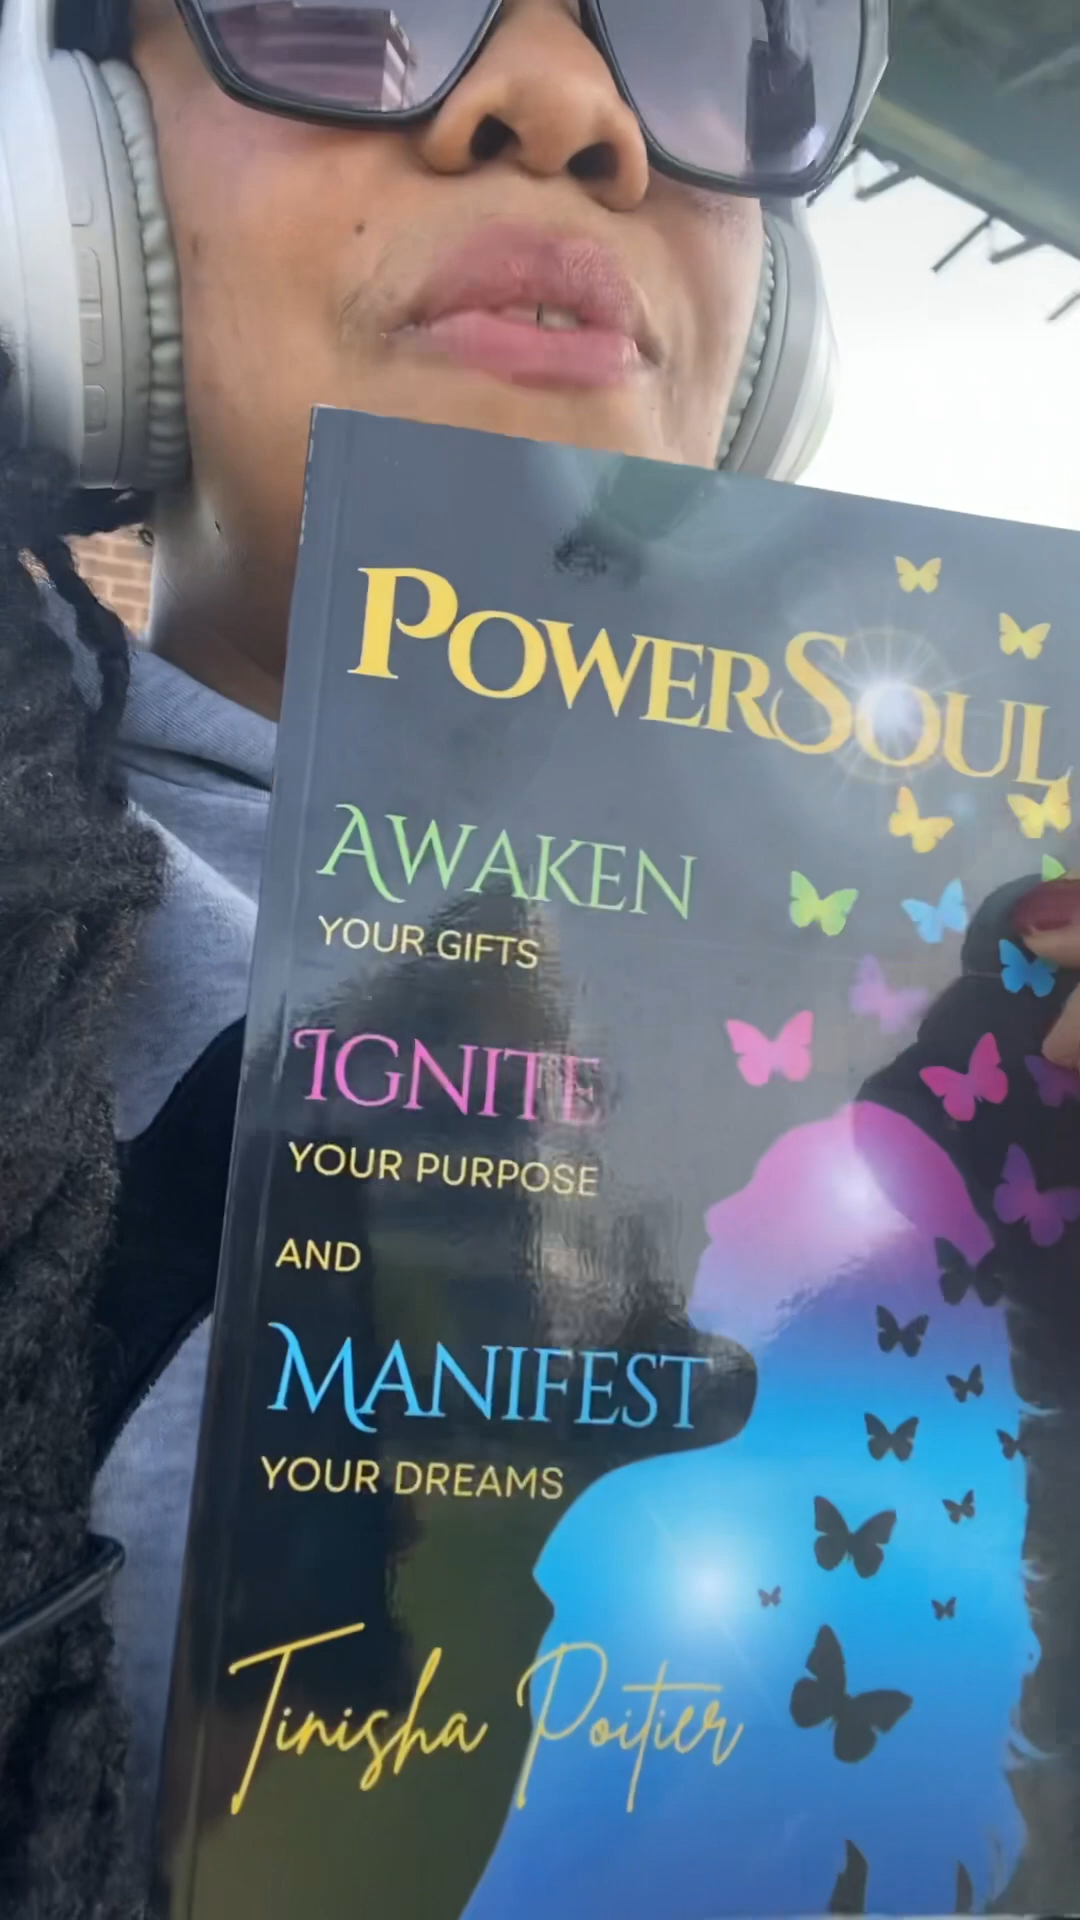 POWERSOUL
AWAKEN
YOUR GIFTS
IGNITE
YOUR PURPOSE
AND
MANIFEST
YOUR DREAMS
Tinisha Poitier